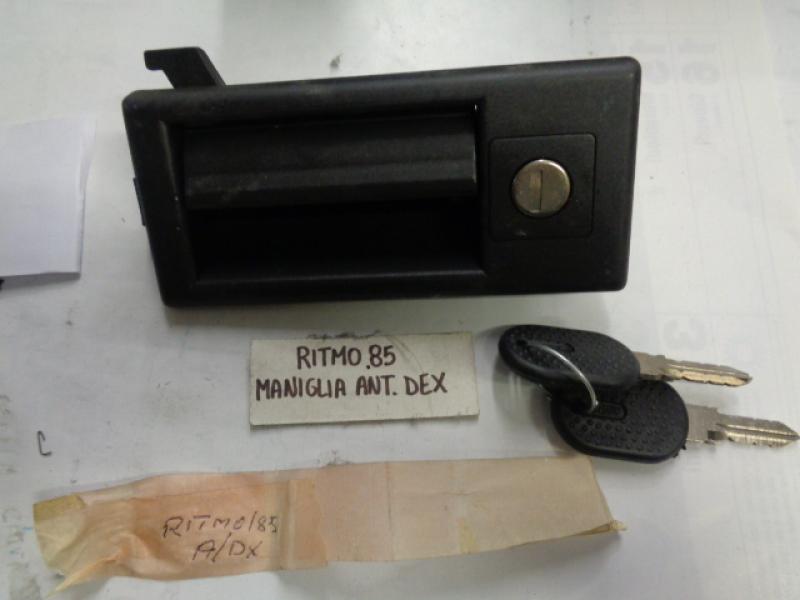 RITMO.85
MANIGLIA ANT. DEX
RITMO/85
A/DX